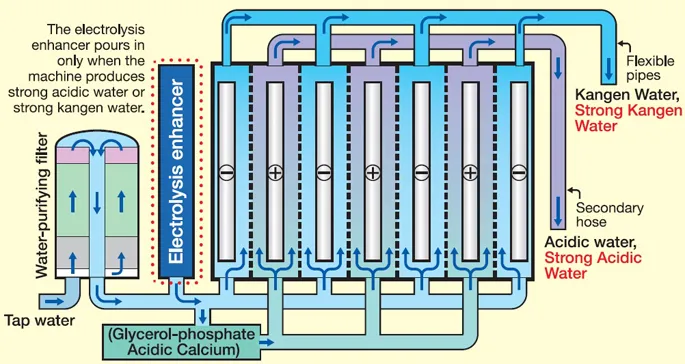 The electrolysis
enhancer pours in
only when the
machine produces
strong acidic water or
strong kangen water.
Water-purifying filter
Tap water
Electrolysis enhancer
(Glycerol-phosphate
Acidic Calcium)
Flexible
pipes
Kangen Water,
Strong Kangen
Water
Secondary
hose
Acidic water,
Strong Acidic
Water